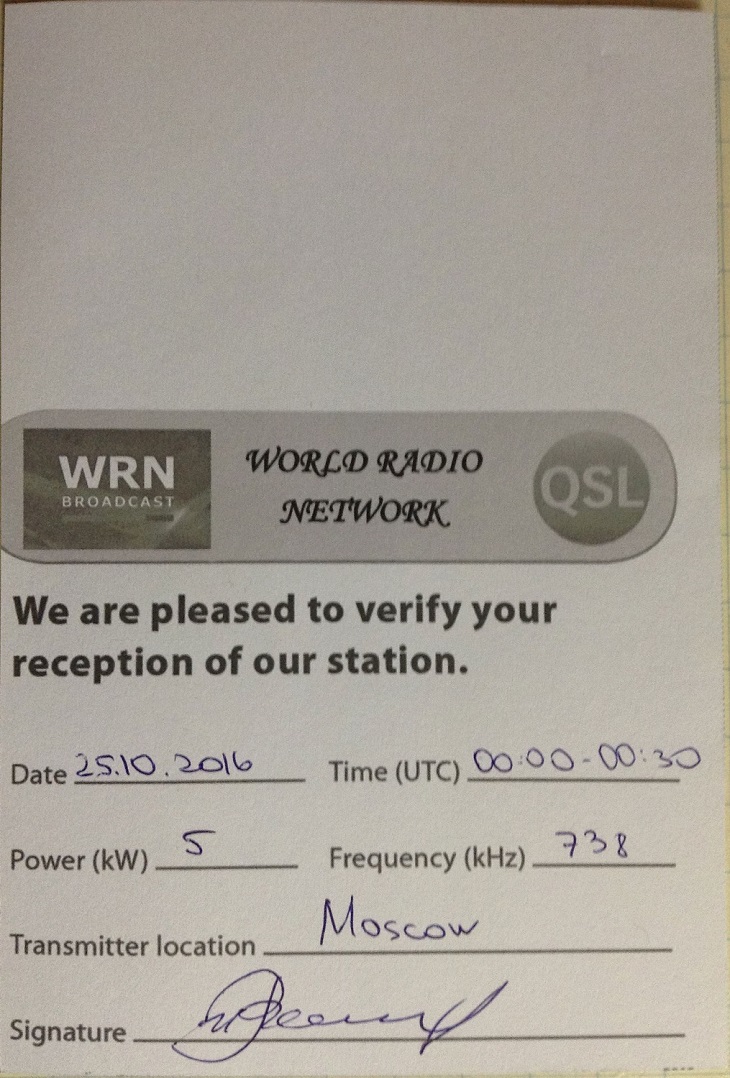 WRN
BROADCAST
WORLD RADIO
NETWORK
QSL
We are pleased to verify your
reception of our station.
Date 25.10.2016 Time (UTC) 00:00-00:30
Power (kW) 5 Frequency (kHz) 738
Transmitter location Moscow
Signature